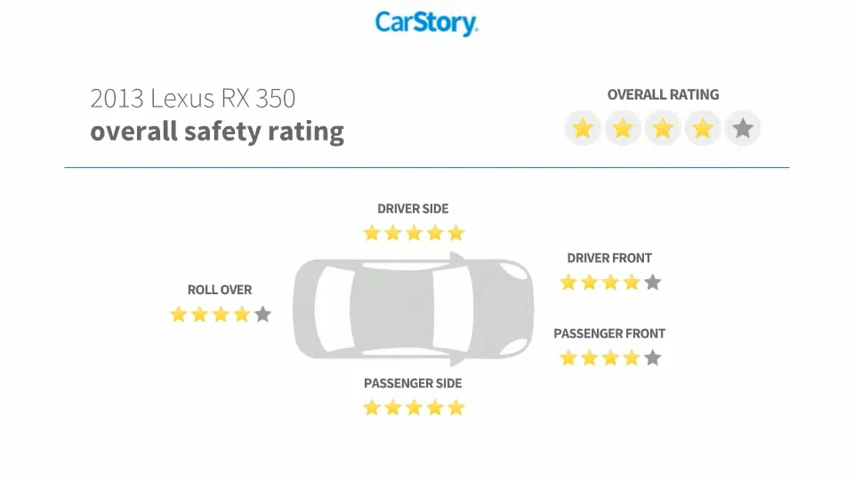 CarStory
2013 Lexus RX 350
overall safety rating
OVERALL RATING
DRIVER SIDE
DRIVER FRONT
ROLL OVER
PASSENGER FRONT
PASSENGER SIDE